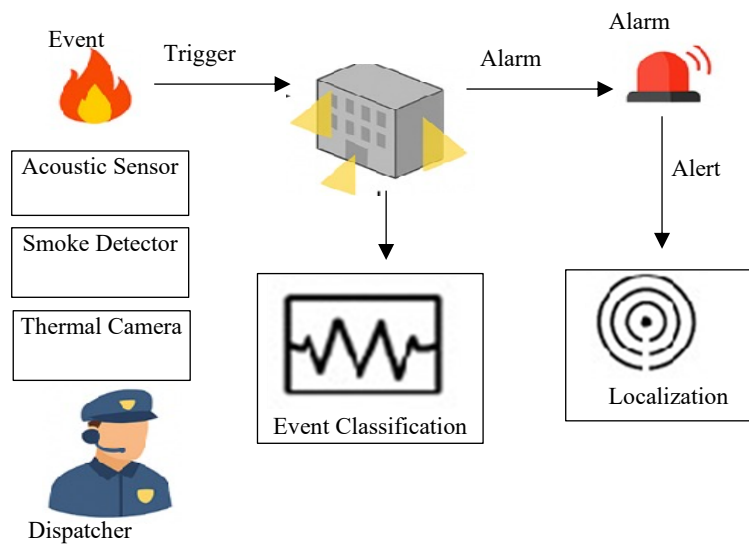 Event
Trigger
Alarm
Alarm
Acoustic Sensor
Alert
Smoke Detector
Thermal Camera
Event Classification
Localization
Dispatcher